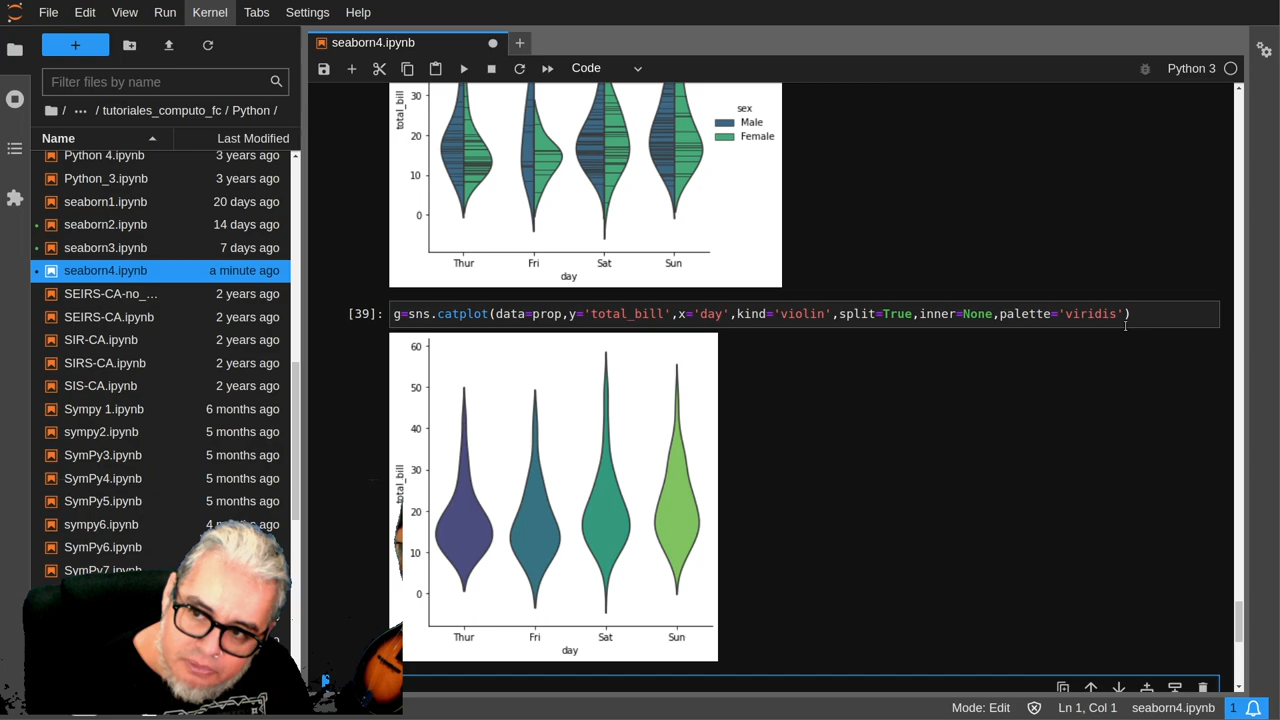 File Edit View Run Kernel Tabs Settings Help
seaborn4.ipynb
Filter files by name
Code
Python 3
/ ... / tutoriales_computo_fc / Python /
Name Last Modified
Python 4.ipynb 3 years ago
Python_3.ipynb 3 years ago
seaborn1.ipynb 20 days ago
seaborn2.ipynb 14 days ago
seaborn3.ipynb 7 days ago
seaborn4.ipynb a minute ago
SEIRS-CA-no_... 2 years ago
SEIRS-CA.ipynb 2 years ago
SIR-CA.ipynb 2 years ago
SIRS-CA.ipynb 2 years ago
SIS-CA.ipynb 2 years ago
Sympy 1.ipynb 6 months ago
sympy2.ipynb 5 months ago
SymPy3.ipynb 5 months ago
SymPy4.ipynb 5 months ago
SymPy5.ipynb 5 months ago
sympy6.ipynb
SymPy6.ipynb
SymPy7.ipynb
total_bill
30
20
10
0
Thur Fri Sat Sun
day
sex
Male
Female
[39]: g=sns.catplot(data=prop,y='total_bill',x='day',kind='violin',split=True,inner=None,palette='viridis')
60
50
40
30
20
10
0
total_bill
Thur Fri Sat Sun
day
Mode: Edit Ln 1, Col 1 seaborn4.ipynb 1